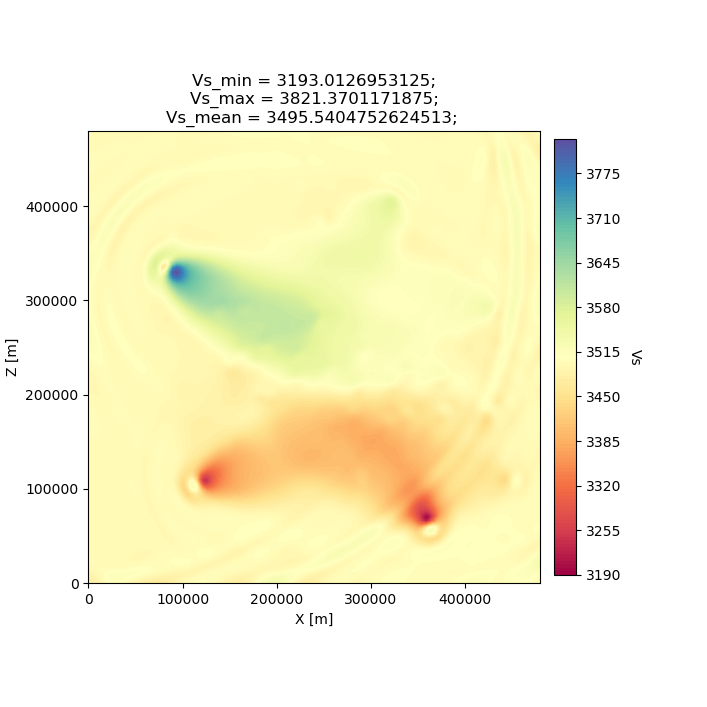 Vs_min = 3193.0126953125;
Vs_max = 3821.3701171875;
Vs_mean = 3495.5404752624513;
400000
300000
200000
100000
0
Z [m]
0 100000 200000 300000 400000
X [m]
3775
3710
3645
3580
3515
3450
3385
3320
3255
3190
Vs